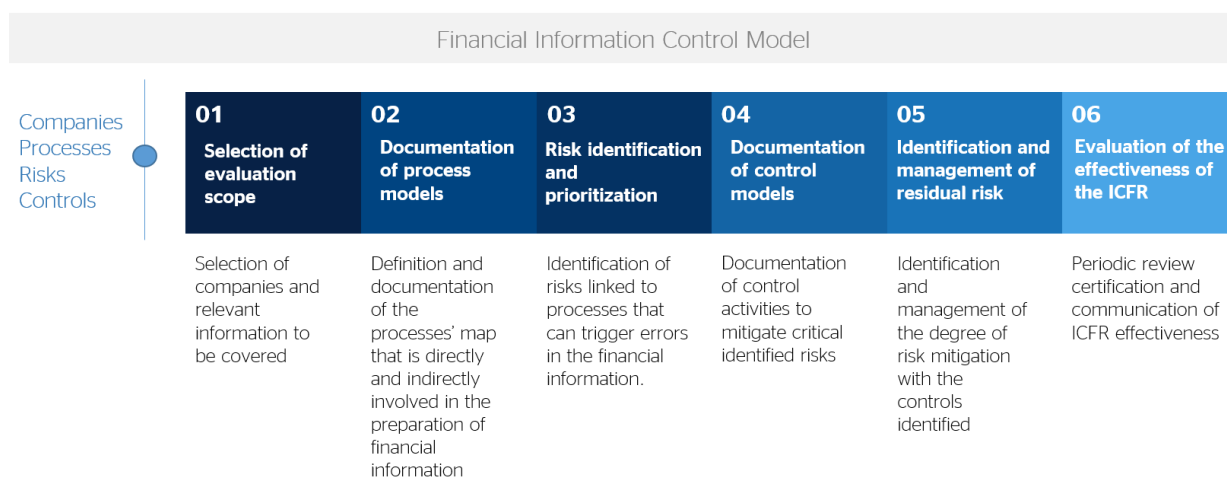 Financial Information Control Model
Companies
Processes
Risks
Controls
01
Selection of
evaluation
scope
Selection of
companies and
relevant
information to
be covered
02
Documentation
of process
models
Definition and
documentation
of the
processes’ map
that is directly
and indirectly
involved in the
preparation of
financial
information
03
Risk identification
and
prioritization
Identification of
risks linked to
processes that
can trigger errors
in the financial
information.
04
Documentation
of control
models
Documentation
of control
activities to
mitigate critical
identified risks
05
Identification and
management of
residual risk
Identification
and
management of
the degree of
risk mitigation
with the
controls
identified
06
Evaluation of the
effectiveness of
the ICFR
Periodic review
certification and
communication of
ICFR effectiveness